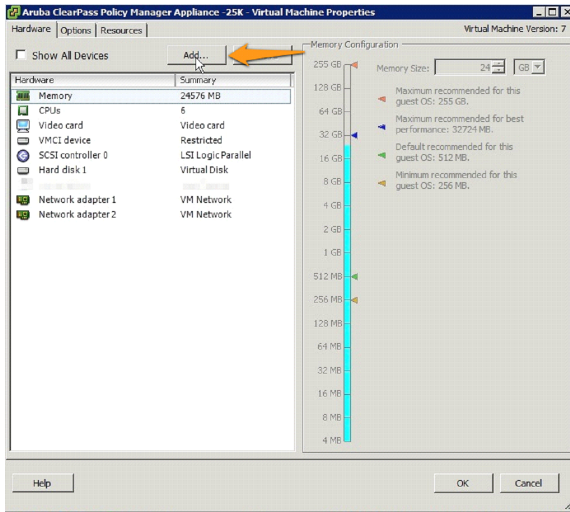 Aruba ClearPass Policy Manager Appliance -25K - Virtual Machine Properties
Hardware Options Resources Virtual Machine Version: 7
Show All Devices Add...
Hardware Summary
Memory 24576 MB
CPUs 6
Video card Video card
VMCI device Restricted
SCSI controller 0 LSI Logic Parallel
Hard disk 1 Virtual Disk
Network adapter 1 VM Network
Network adapter 2 VM Network
Memory Configuration
Memory Size: 24 GB
255 GB
128 GB
64 GB
32 GB
16 GB
8 GB
4 GB
2 GB
1 GB
512 MB
256 MB
128 MB
64 MB
32 MB
16 MB
8 MB
4 MB
Maximum recommended for this
guest OS: 255 GB.
Maximum recommended for best
performance: 32724 MB.
Default recommended for this
guest OS: 512 MB.
Minimum recommended for this
guest OS: 256 MB.
Help OK Cancel